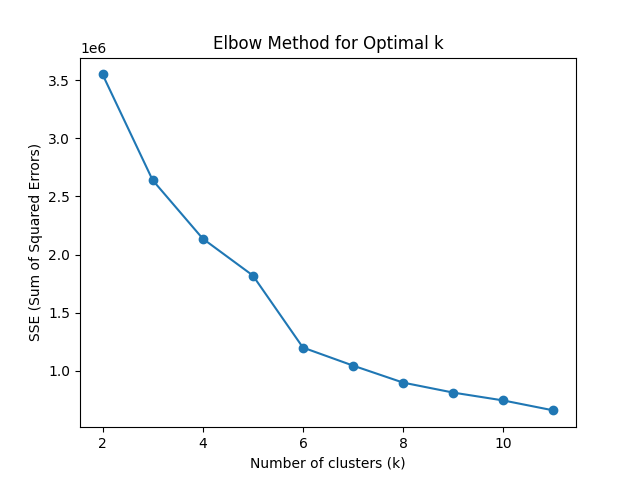 Elbow Method for Optimal k
1e6
3.5
3.0
2.5
2.0
1.5
1.0
SSE (Sum of Squared Errors)
2 4 6 8 10
Number of clusters (k)